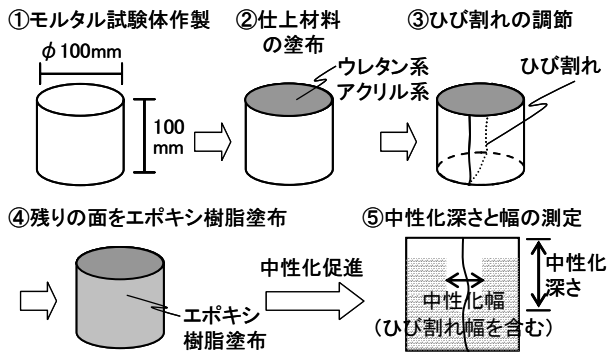 ①モルタル試験体作製
φ100mm
100
mm
②仕上材料
の塗布
ウレタン系
アクリル系
③ひび割れの調節
ひび割れ
④残りの面をエポキシ樹脂塗布
エポキシ
樹脂塗布
中性化促進
⑤中性化深さと幅の測定
中性化
深さ
中性化幅
(ひび割れ幅を含む)